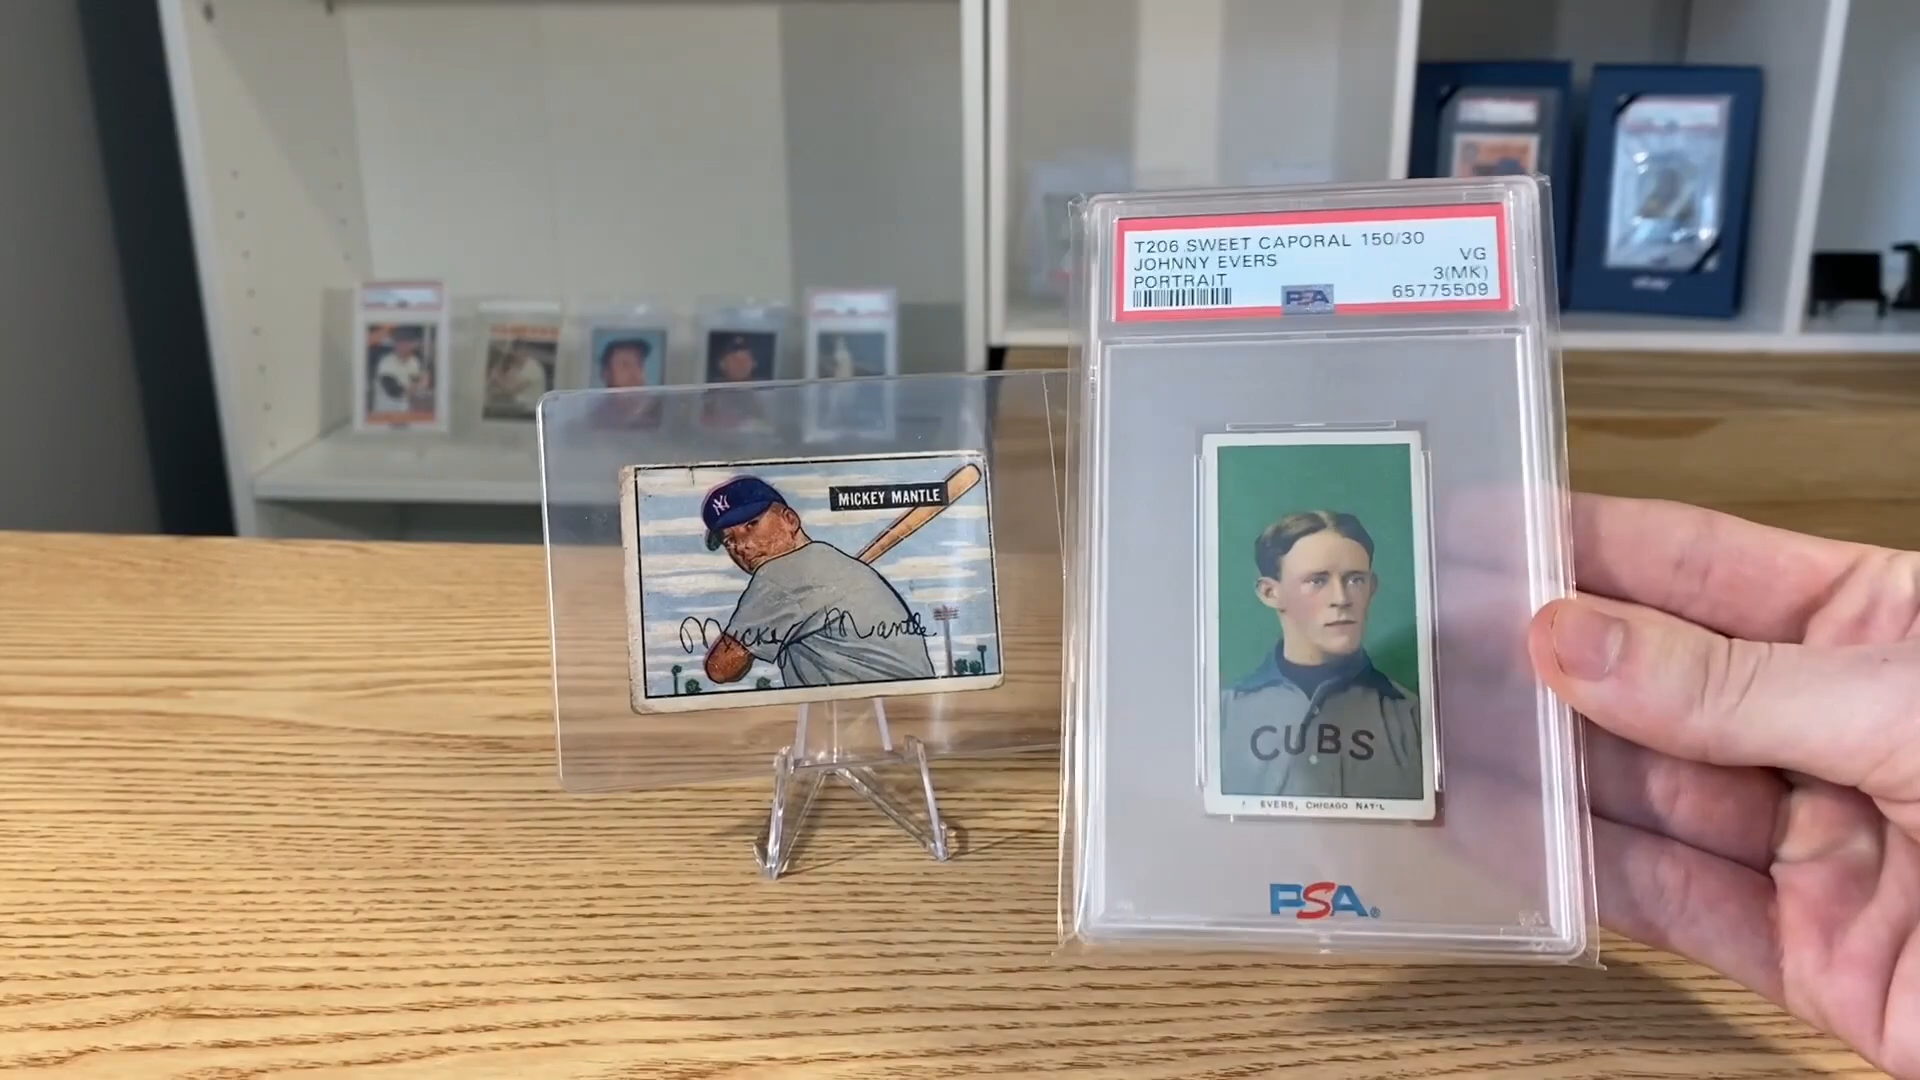 T206 SWEET CAPORAL 150/30
JOHNNY EVERS VG
PORTRAIT 3(MK)
PSA 65775509
MICKEY MANTLE
NY
Mickey Mantle
CUBS
EVERS, CHICAGO NAT'L
PSA®